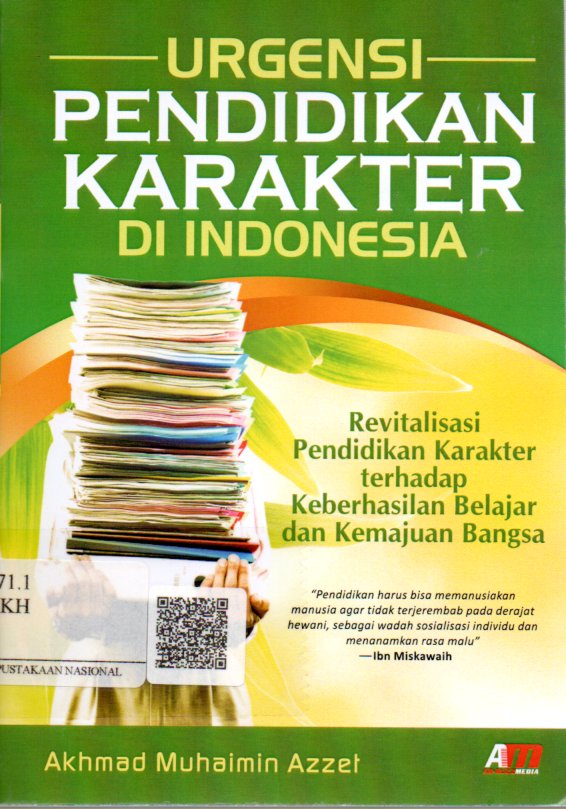 URGENSI
PENDIDIKAN
KARAKTER
DI INDONESIA
Revitalisasi
Pendidikan Karakter
terhadap
Keberhasilan Belajar
dan Kemajuan Bangsa
71.1
KH
PUSTAKAAN NASIONAL
“Pendidikan harus bisa memanusiakan
manusia agar tidak terjerembab pada derajat
hewani, sebagai wadah sosialisasi individu dan
menanamkan rasa malu”
—Ibn Miskawaih
Akhmad Muhaimin Azzet
AM
MEDIA